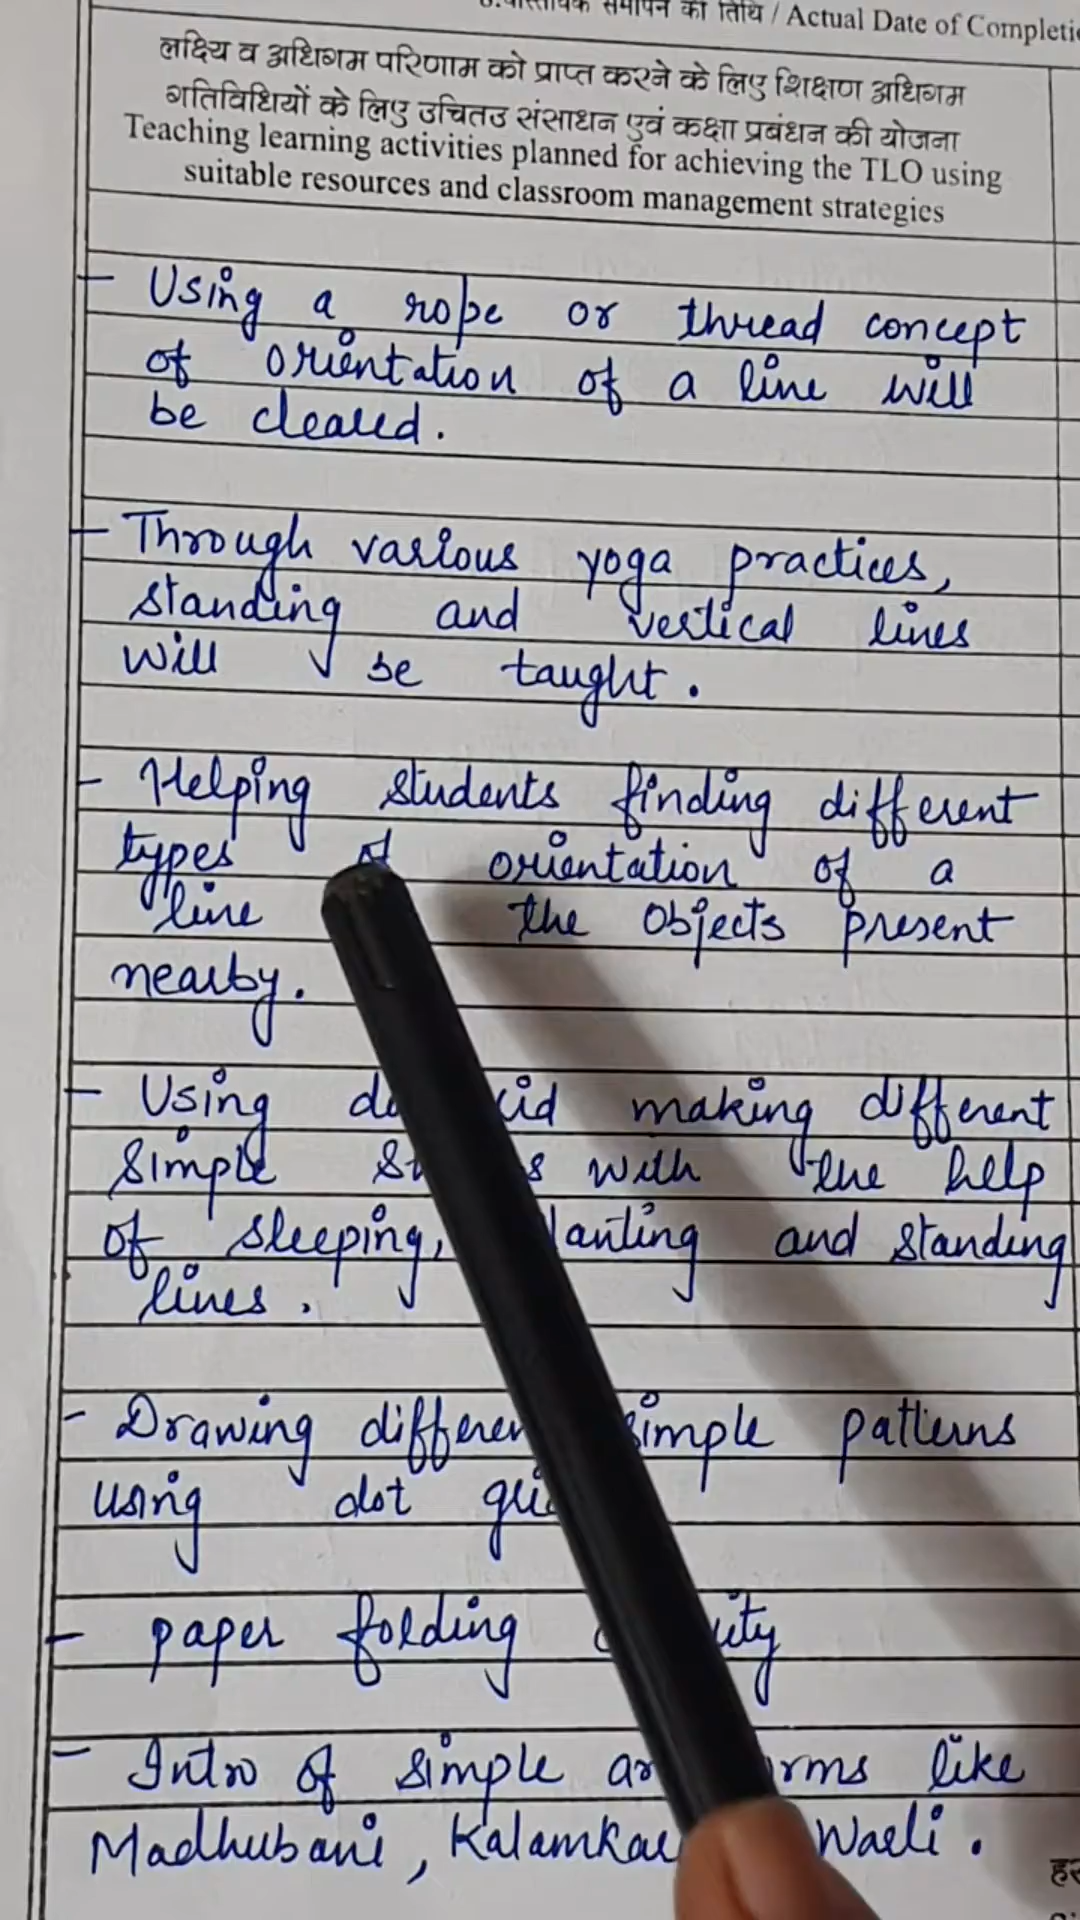 समापन की तिथि / Actual Date of Completi
लक्ष्यि व अधिगम परिणाम को प्राप्त करने के लिए शिक्षण अधिगम
गतिविधियों के लिए उचितउ संसाधन एवं कक्षा प्रबंधन की योजना
Teaching learning activities planned for achieving the TLO using
suitable resources and classroom management strategies
- Using a rope or thread concept
of orientation of a line will
be cleared.
- Through various yoga practices,
standing and vertical lines
will be taught.
- Helping students finding different
types of orientation of a
line the objects present
nearby.
- Using making different
simple with the help
of sleeping, and standing
lines.
- Drawing simple patterns
using dot
- paper folding
- Intro of simple like
Madhubani, Warli.